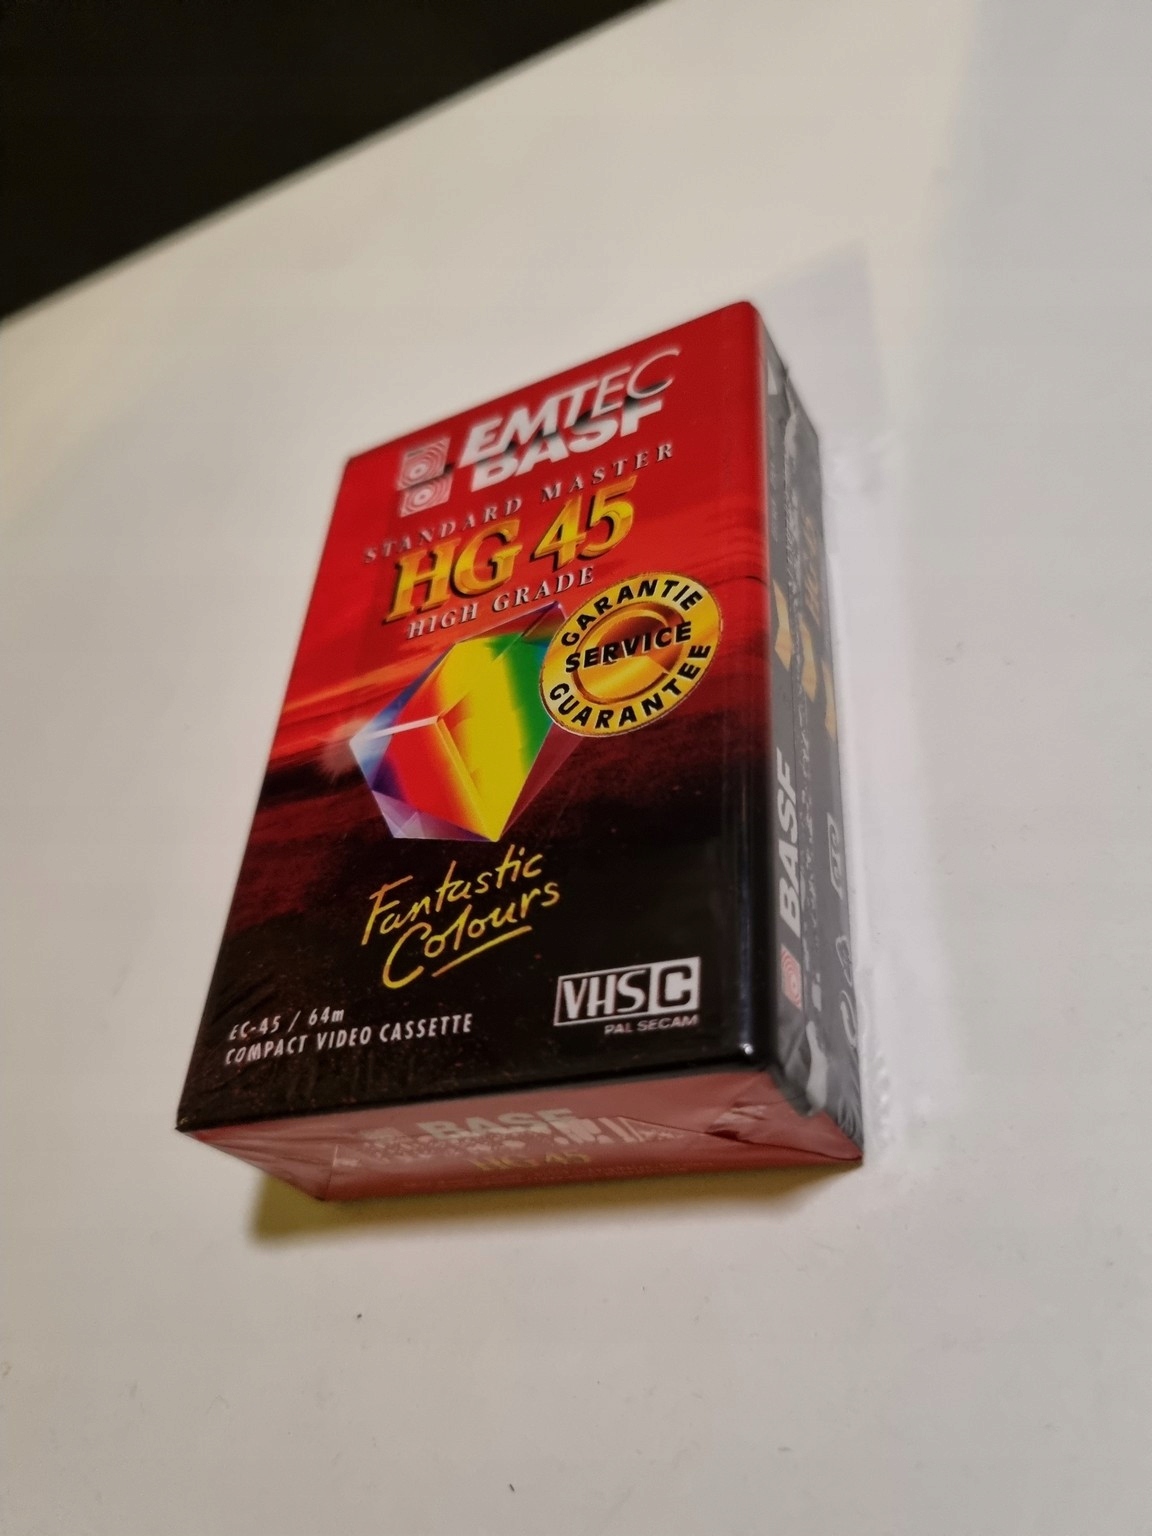 EMTEC
BASF
STANDARD MASTER
HG 45
HIGH GRADE
GARANTIE
SERVICE
GUARANTEE
Fantastic
Colours
EC-45 / 64m
COMPACT VIDEO CASSETTE
VHS C
PAL SECAM
BASF
HG 45
BASF